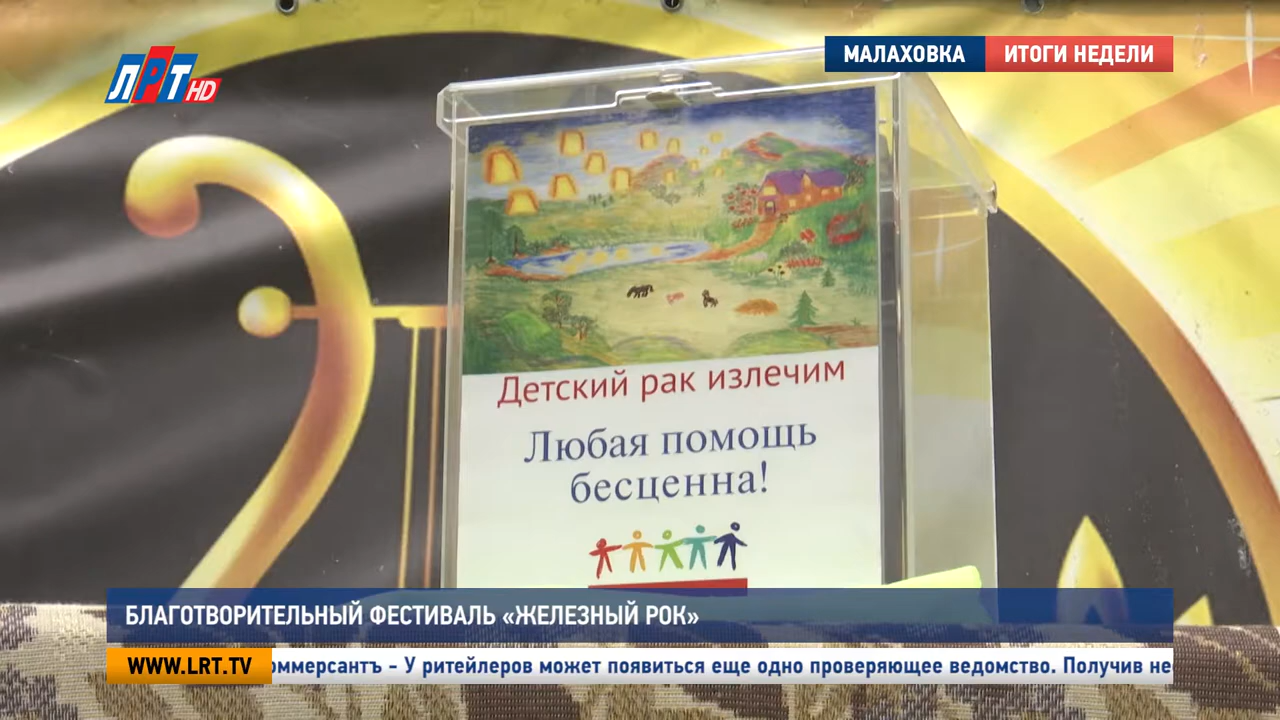 ЛРТ HD
МАЛАХОВКА ИТОГИ НЕДЕЛИ
Детский рак излечим
Любая помощь
бесценна!
БЛАГОТВОРИТЕЛЬНЫЙ ФЕСТИВАЛЬ «ЖЕЛЕЗНЫЙ РОК»
WWW.LRT.TV оммерсантъ - У ритейлеров может появиться еще одно проверяющее ведомство. Получив не